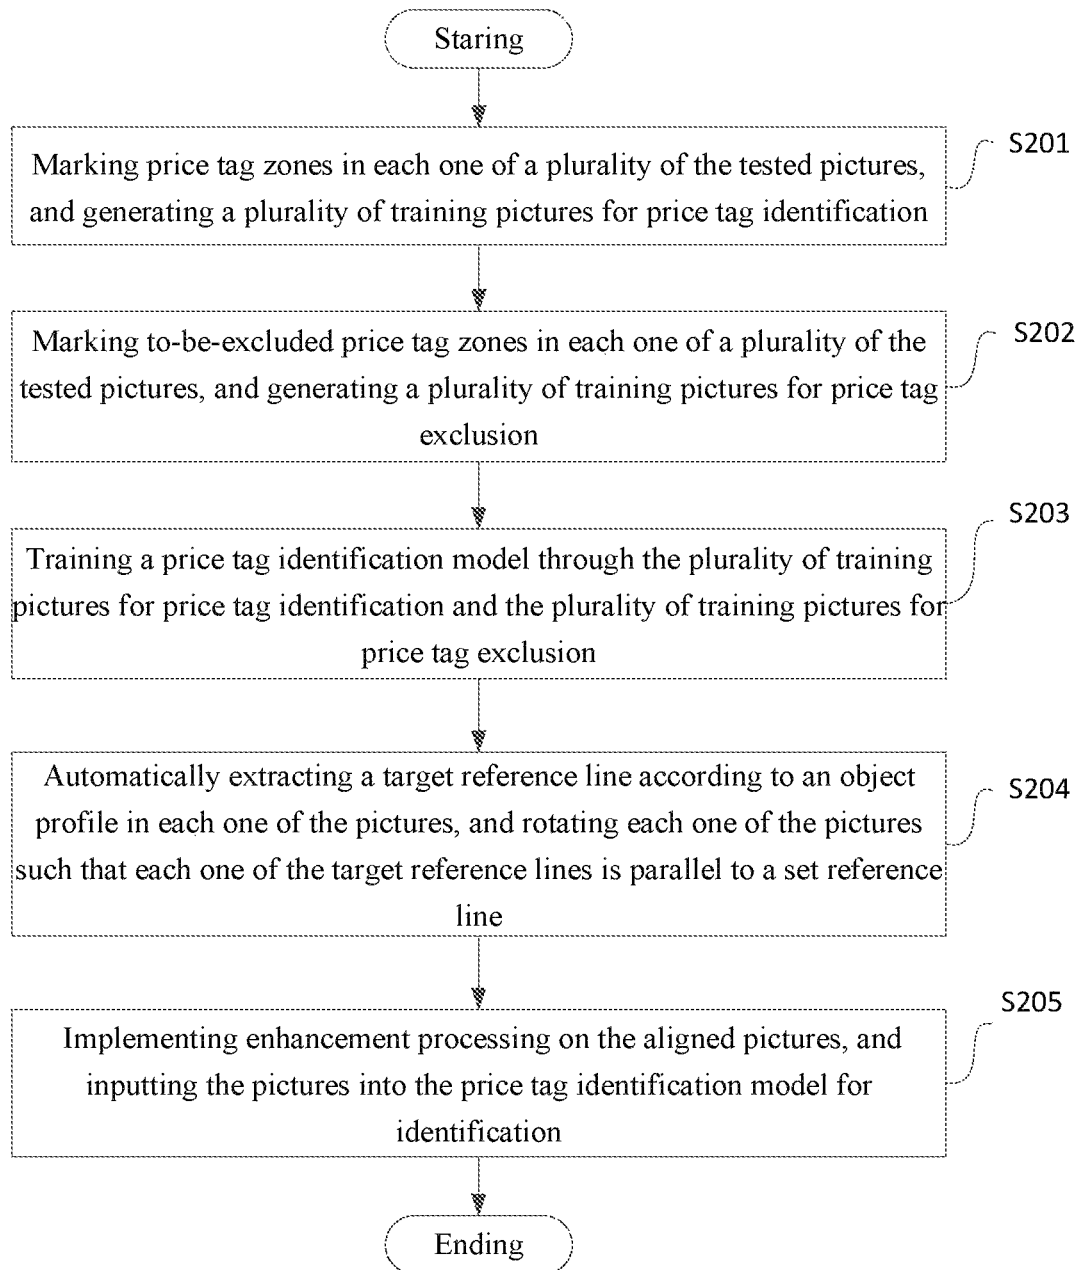 Staring
Marking price tag zones in each one of a plurality of the tested pictures,
and generating a plurality of training pictures for price tag identification
S201
Marking to-be-excluded price tag zones in each one of a plurality of the
tested pictures, and generating a plurality of training pictures for price tag
exclusion
S202
Training a price tag identification model through the plurality of training
pictures for price tag identification and the plurality of training pictures for
price tag exclusion
S203
Automatically extracting a target reference line according to an object
profile in each one of the pictures, and rotating each one of the pictures
such that each one of the target reference lines is parallel to a set reference
line
S204
Implementing enhancement processing on the aligned pictures, and
inputting the pictures into the price tag identification model for
identification
S205
Ending